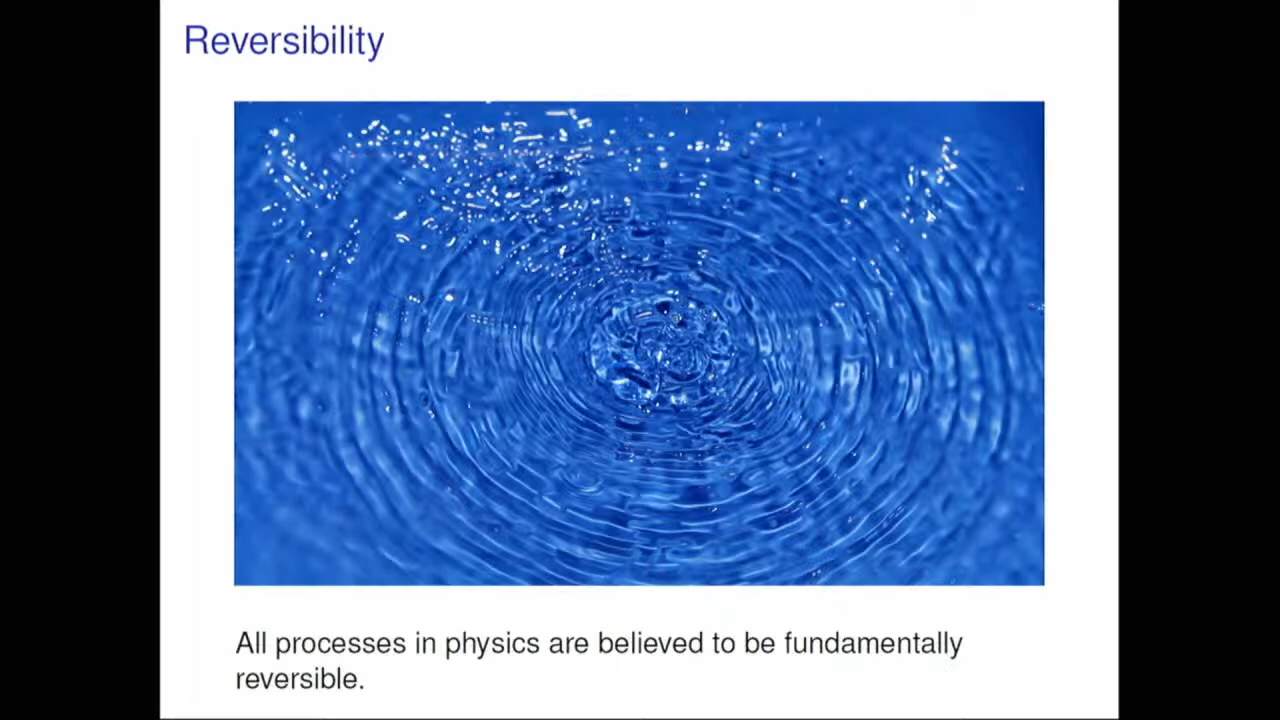 Reversibility
All processes in physics are believed to be fundamentally
reversible.